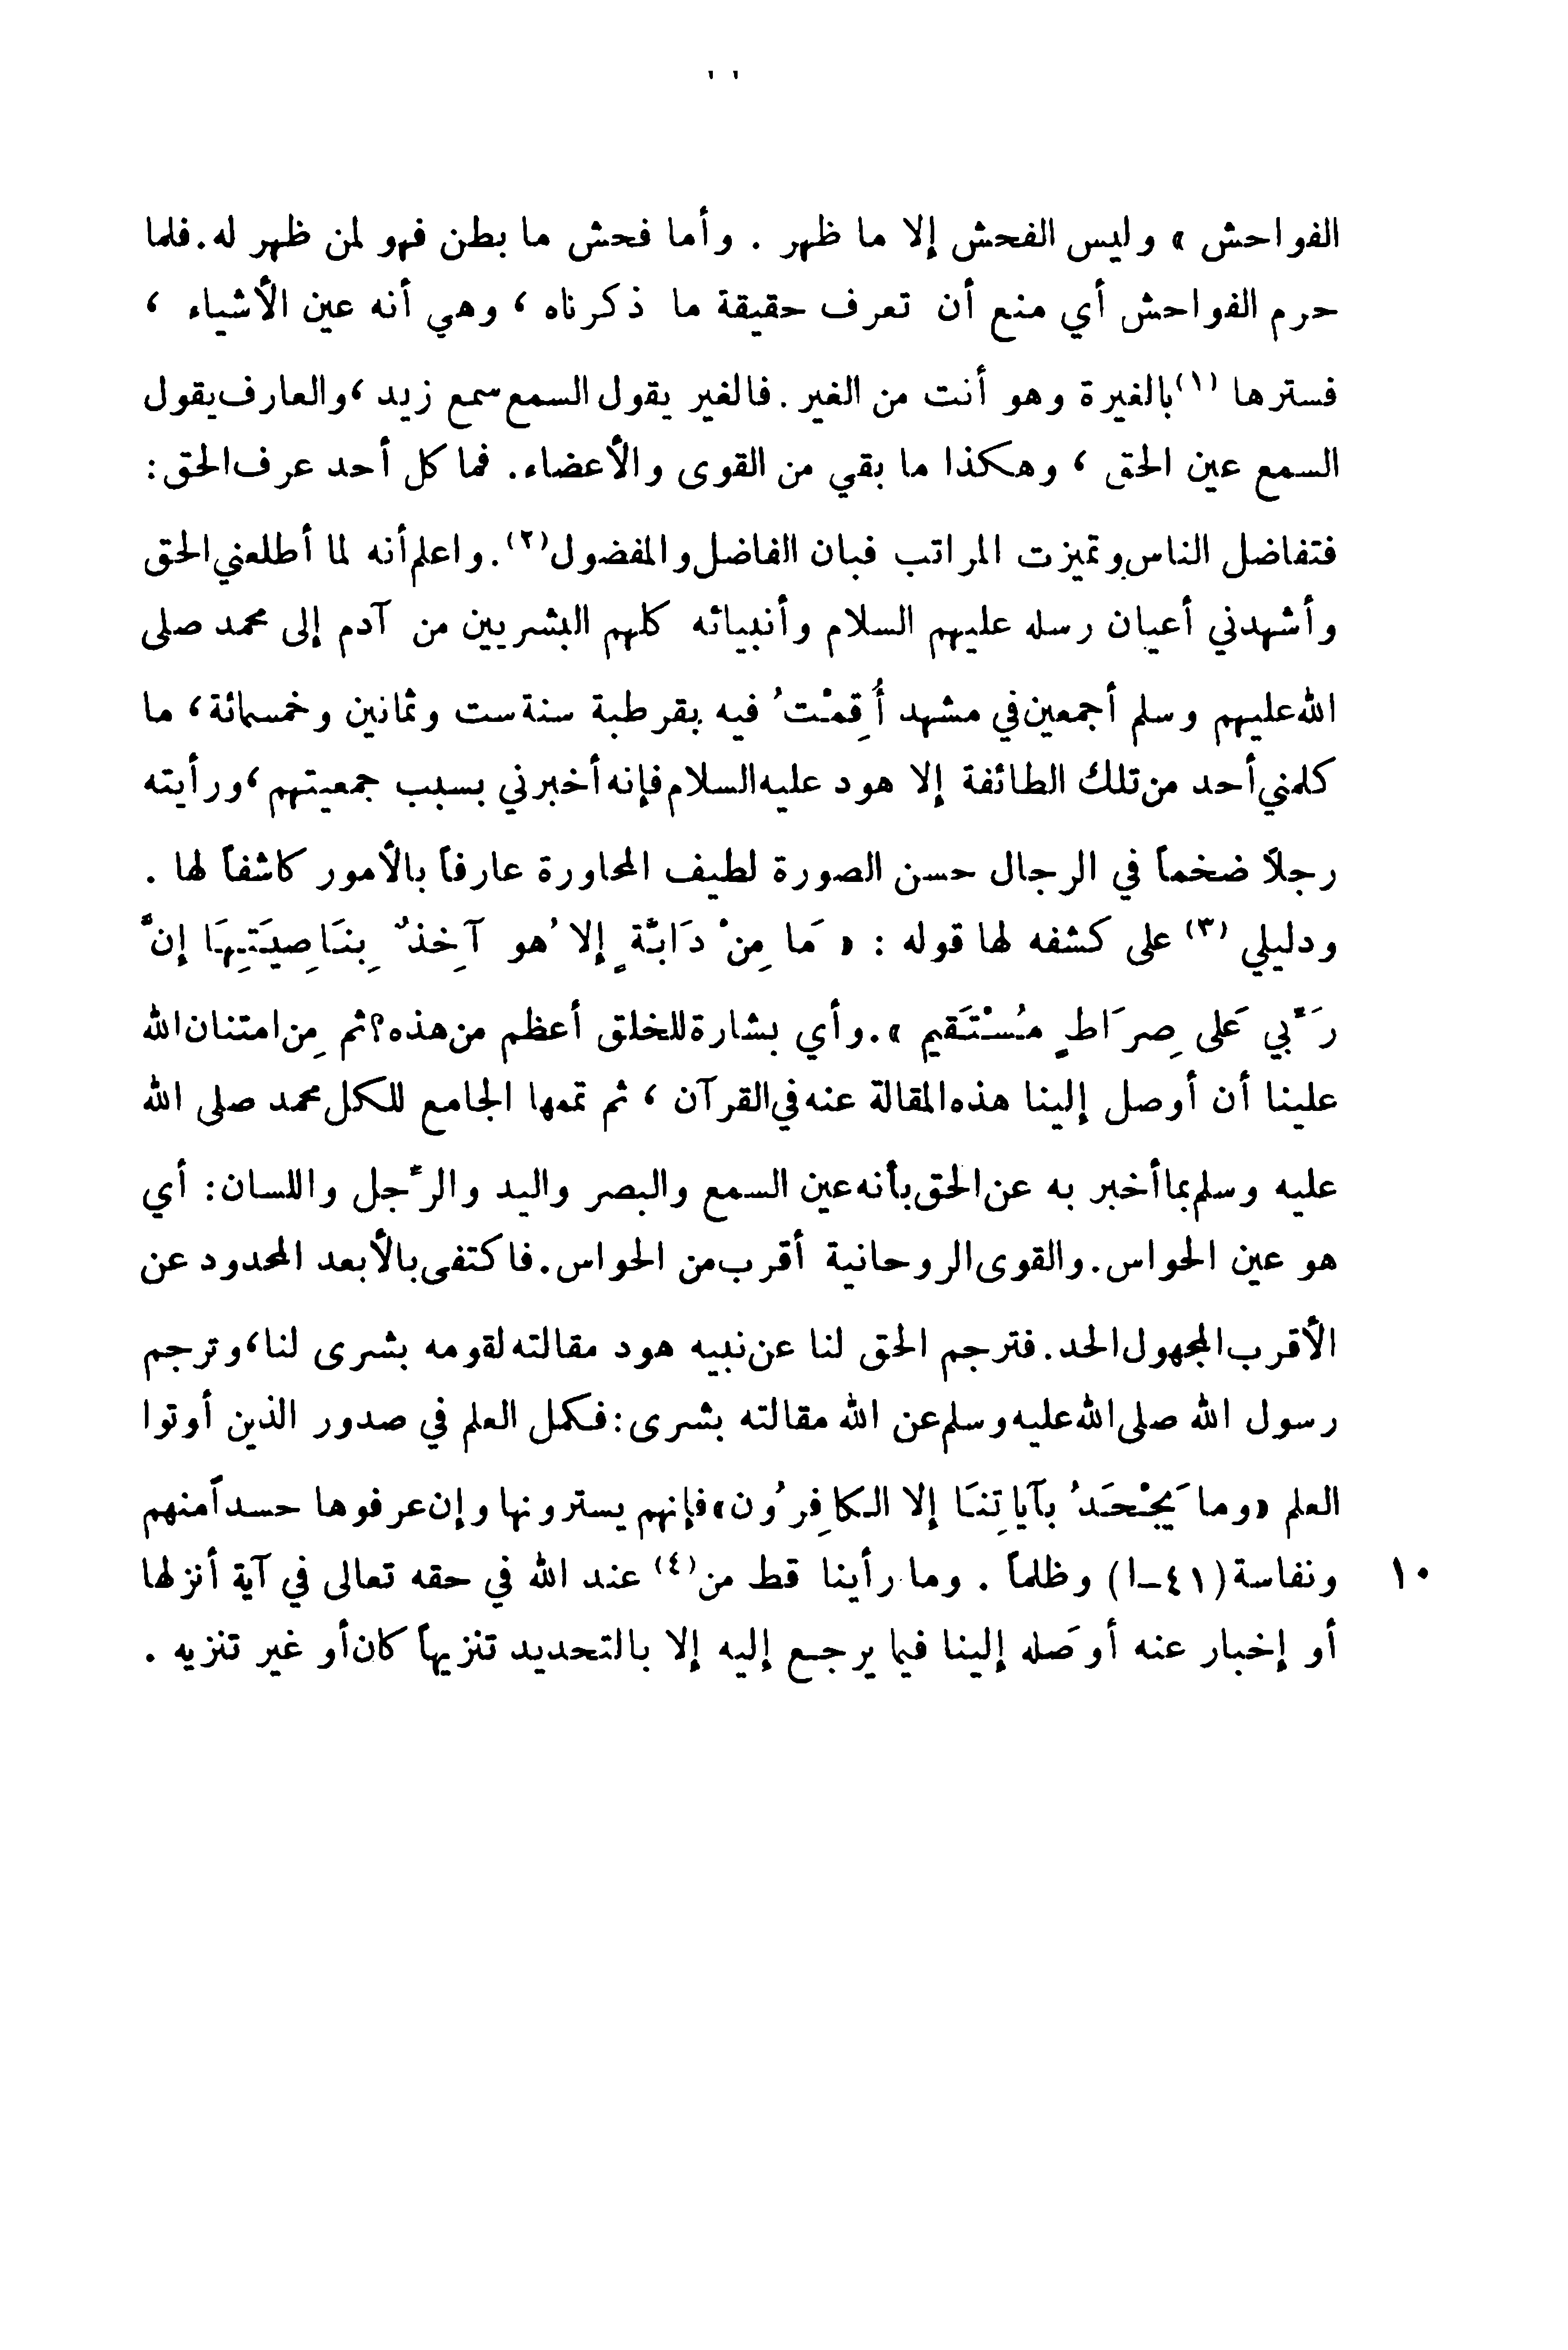 الفواحش » وليس الفحش إلا ما ظهر . وأما فحش ما بطن فهو لمن ظهر له. فلما
حرم الفواحش أي منع أن تعرف حقيقة ما ذكرناه ، وهي أنه عين الأشياء ،
فسترها (١) بالغيرة وهو أنت من الغير . فالغير يقول السمع سمع زيد ، والعارف يقول
السمع عين الحق ، وهكذا ما بقي من القوى والأعضاء. فما كل أحد عرف الحق :
فتفاضل الناس وتميزت المراتب فبان الفاضل والمفضول (٢) . واعلم أنه لما أطلعني الحق
وأشهدني أعيان رسله عليهم السلام وأنبيائه كلهم البشريين من آدم إلى محمد صلى
الله عليهم وسلم أجمعين في مشهد أُقِمْتُ فيه بقرطبة سنة ست وثمانين وخمسمائة ، ما
كلمني أحد من تلك الطائفة إلا هود عليه السلام فإنه أخبرني بسبب جمعيتهم ، ورأيته
رجلاً ضخماً في الرجال حسن الصورة لطيف المحاورة عارفاً بالأمور كاشفاً لها .
ودليلي (٣) على كشفه لها قوله : « مَا مِنْ دَابَّةٍ إلا هُو آخِذٌ بِنَاصِيَتِهَا إنَّ
رَبِّي عَلى صِرَاطٍ مُسْتَقيم » . وأي بشارة للخلق أعظم من هذه؟ ثم مِن امتنان الله
علينا أن أوصل إلينا هذه المقالة عنه في القرآن ، ثم تممها الجامع للكل محمد صلى الله
عليه وسلم بما أخبر به عن الحق بأنه عين السمع والبصر واليد والرِّجل واللسان : أي
هو عين الحواس . والقوى الروحانية أقرب من الحواس . فاكتفى بالأبعد المحدود عن
الأقرب المجهول الحد . فترجم الحق لنا عن نبيه هود مقالته لقومه بشرى لنا ، وترجم
رسول الله صلى الله عليه وسلم عن الله مقالته بشرى : فكمل العلم في صدور الذين أوتوا
العلم « وما يَجْحَدُ بآياتِنَا إلا الكافِرُون » فإنهم يسترونها وإن عرفوها حسداً منهم
١٠ ونفاسة (٤١-ا) وظلماً . وما رأينا قط من (٤) عند الله في حقه تعالى في آية أنزلها
أو إخبار عنه أوصَله إلينا فيما يرجع إليه إلا بالتحديد تنزيهاً كان أو غير تنزيه .